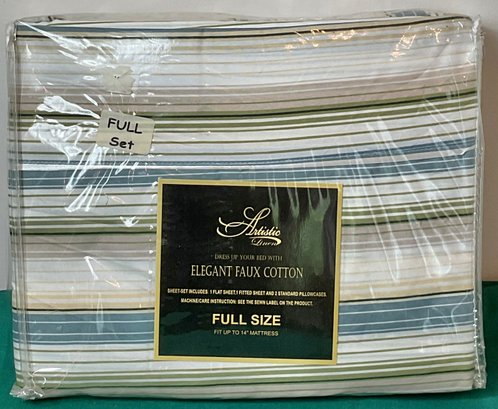 FULL
Set
Artistic
Linen
DRESS UP YOUR BED WITH
ELEGANT FAUX COTTON
SHEET-SET INCLUDES: 1 FLAT-SHEET,1 FITTED SHEET AND 2 STANDARD PILLOWCASES.
MACHINE/CARE INSTRUCTION: SEE THE SEWN LABEL ON THE PRODUCT.
FULL SIZE
FIT UP TO 14" MATTRESS